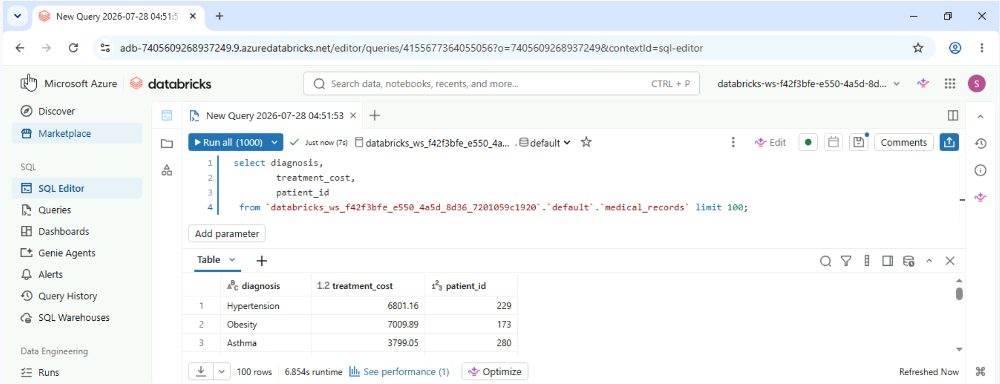 New Query 2026-07-28 04:51:5
adb-7405609268937249.9.azuredatabricks.net/editor/queries/4155677364055056?o=7405609268937249&contextId=sql-editor
Microsoft Azure databricks Search data, notebooks, recents, and more... CTRL + P databricks-ws-f42f3bfe-e550-4a5d-8d... S
Discover
Marketplace
SQL
SQL Editor
Queries
Dashboards
Genie Agents
Alerts
Query History
SQL Warehouses
Data Engineering
Runs
New Query 2026-07-28 04:51:53
Run all (1000) Just now (7s) databricks_ws_f42f3bfe_e550_4a... . default Edit Comments
1 select diagnosis,
2 treatment_cost,
3 patient_id
4 from `databricks_ws_f42f3bfe_e550_4a5d_8d36_7201059c1920`.`default`.`medical_records` limit 100;
Add parameter
Table
ABC diagnosis 1.2 treatment_cost 123 patient_id
1 Hypertension 6801.16 229
2 Obesity 7009.89 173
3 Asthma 3799.05 280
100 rows 6.854s runtime See performance (1) Optimize Refreshed Now